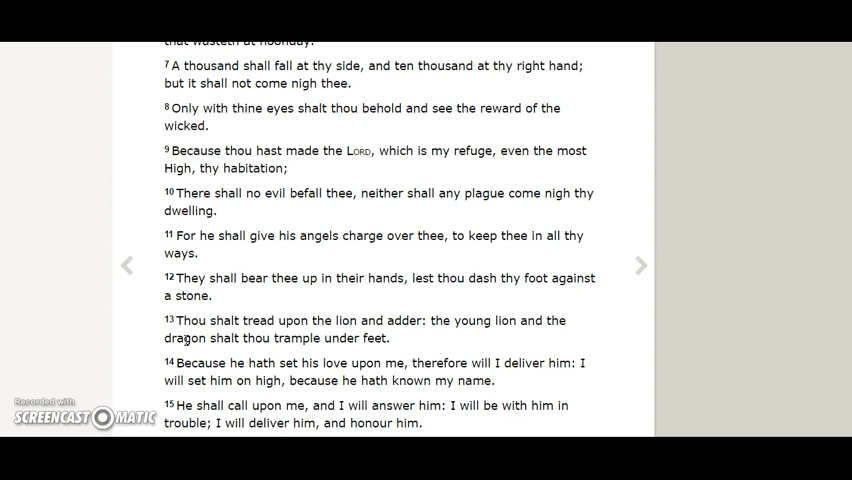 that wasteth at noonday.
7 A thousand shall fall at thy side, and ten thousand at thy right hand;
but it shall not come nigh thee.
8 Only with thine eyes shalt thou behold and see the reward of the
wicked.
9 Because thou hast made the LORD, which is my refuge, even the most
High, thy habitation;
10 There shall no evil befall thee, neither shall any plague come nigh thy
dwelling.
11 For he shall give his angels charge over thee, to keep thee in all thy
ways.
12 They shall bear thee up in their hands, lest thou dash thy foot against
a stone.
13 Thou shalt tread upon the lion and adder: the young lion and the
dragon shalt thou trample under feet.
14 Because he hath set his love upon me, therefore will I deliver him: I
will set him on high, because he hath known my name.
15 He shall call upon me, and I will answer him: I will be with him in
trouble; I will deliver him, and honour him.
Recorded with
SCREENCAST MATIC